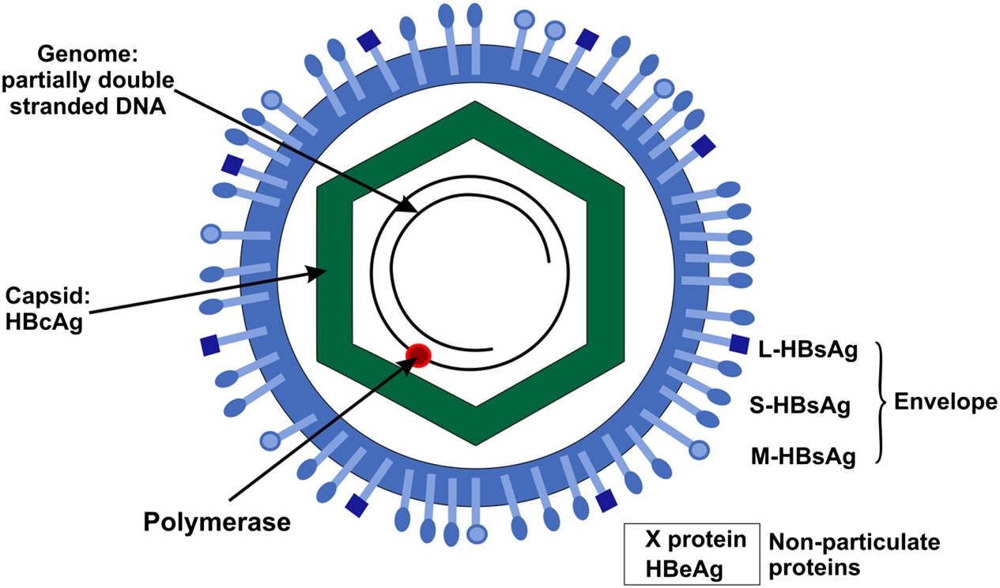 Genome:
partially double
stranded DNA
Capsid:
HBcAg
Polymerase
L-HBsAg
S-HBsAg
M-HBsAg
Envelope
X protein
HBeAg
Non-particulate
proteins